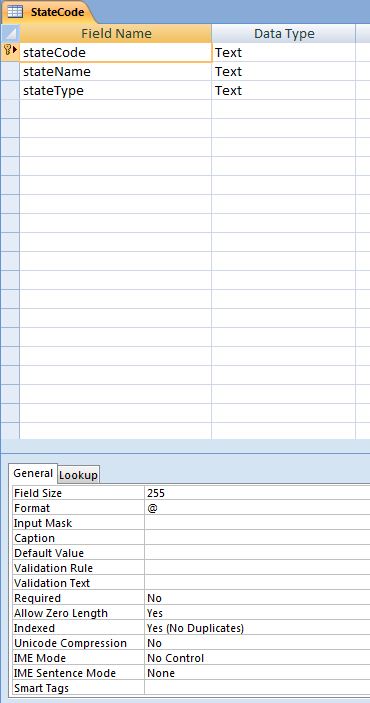 StateCode
Field Name Data Type
stateCode Text
stateName Text
stateType Text
General Lookup
Field Size 255
Format @
Input Mask
Caption
Default Value
Validation Rule
Validation Text
Required No
Allow Zero Length Yes
Indexed Yes (No Duplicates)
Unicode Compression No
IME Mode No Control
IME Sentence Mode None
Smart Tags